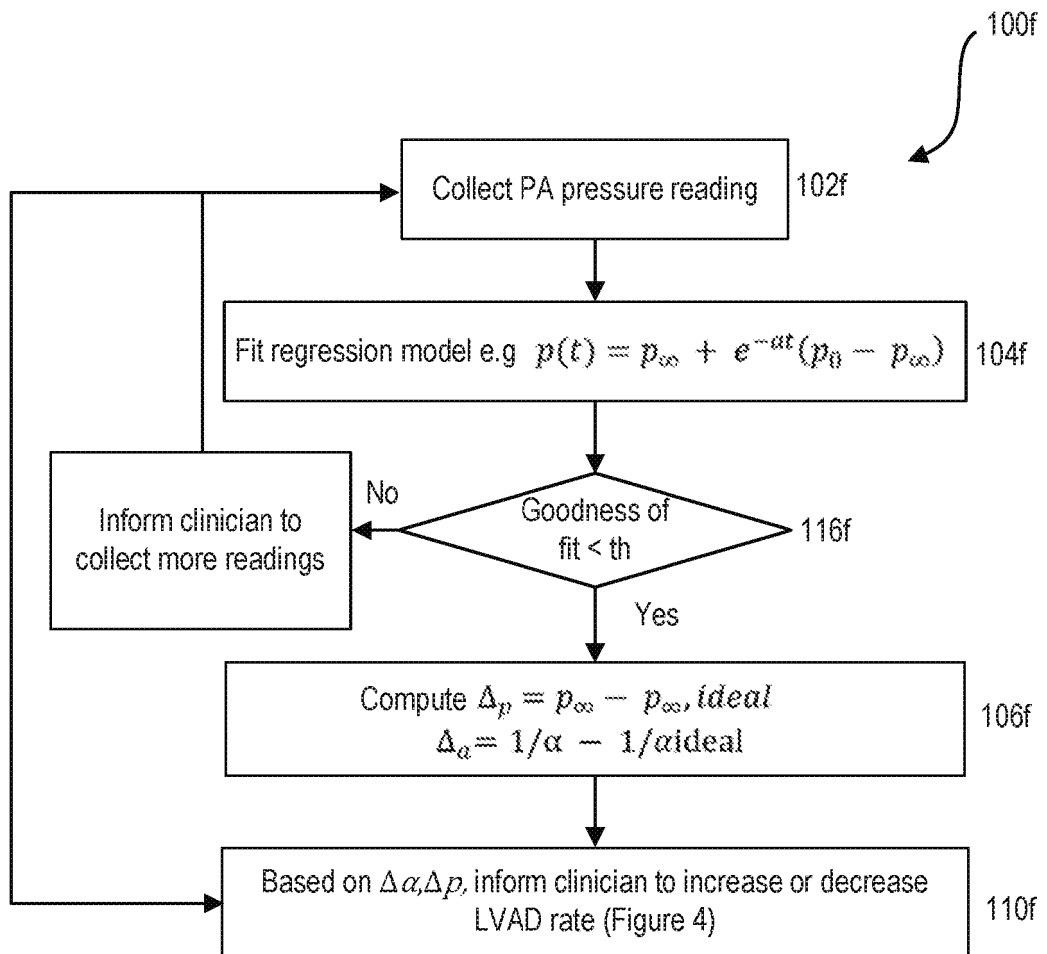 100f
Collect PA pressure reading
102f
Fit regression model e.g p(t) = p∞ + e^{-αt}(p₀ − p∞)
104f
No
Goodness of
fit < th
116f
Inform clinician to
collect more readings
Yes
Compute Δₚ = p∞ − p∞, ideal
Δₐ = 1/α − 1/αideal
106f
Based on Δα,Δp, inform clinician to increase or decrease
LVAD rate (Figure 4)
110f